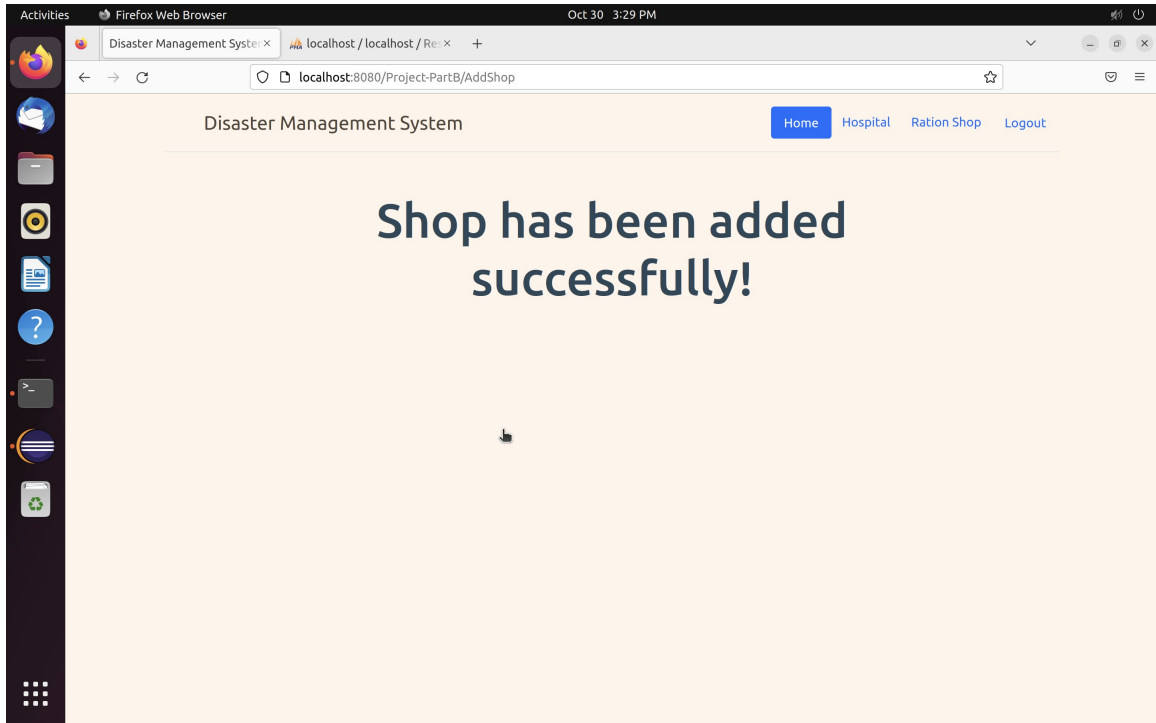 Activities Firefox Web Browser Oct 30 3:29 PM
Disaster Management Syste localhost / localhost / Res
localhost:8080/Project-PartB/AddShop
Disaster Management System Home Hospital Ration Shop Logout
Shop has been added
successfully!